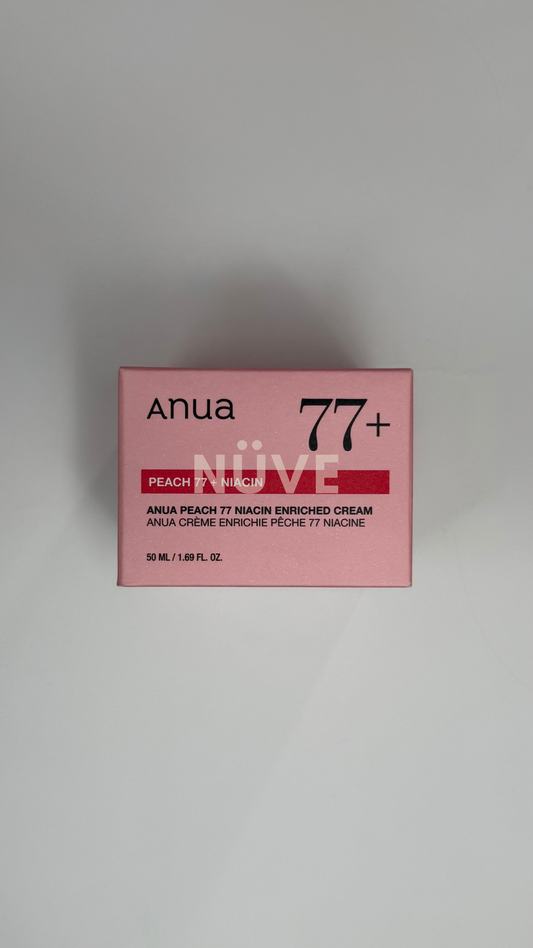 Anua
77+
PEACH 77 + NIACIN
NÜVE
ANUA PEACH 77 NIACIN ENRICHED CREAM
ANUA CRÈME ENRICHIE PÊCHE 77 NIACINE
50 ML / 1.69 FL. OZ.